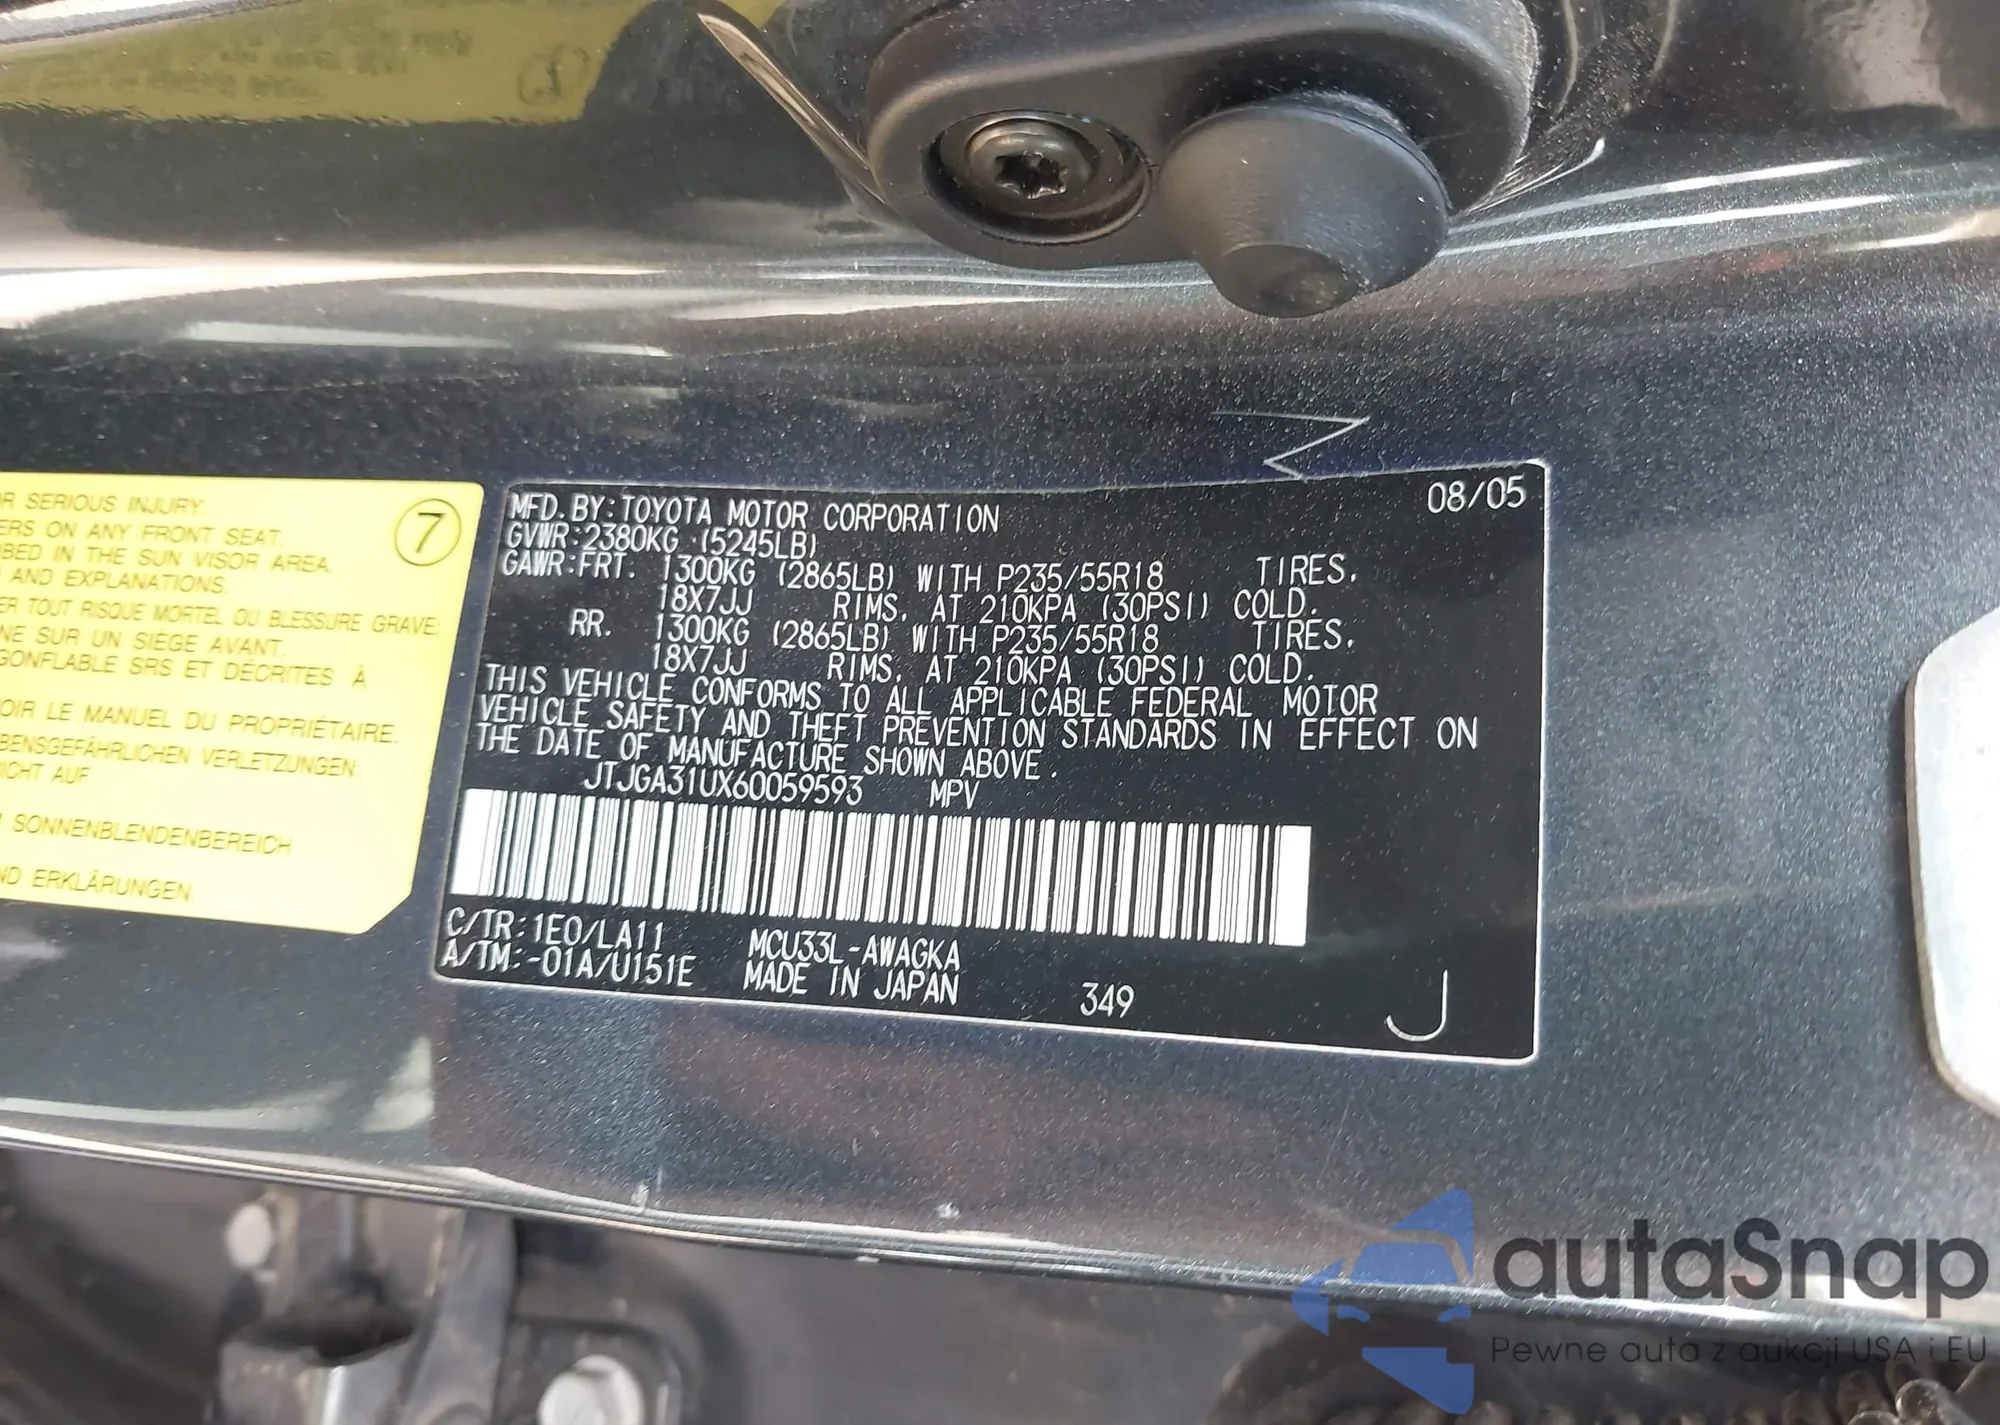 OR SERIOUS INJURY.
ERS ON ANY FRONT SEAT.
BED IN THE SUN VISOR AREA.
AND EXPLANATIONS.
ER TOUT RISQUE MORTEL OU BLESSURE GRAVE:
NE SUR UN SIÈGE AVANT.
GONFLABLE SRS ET DÉCRITES À
OIR LE MANUEL DU PROPRIÉTAIRE.
BENSGEFÄHRLICHEN VERLETZUNGEN:
ICHT AUF
SONNENBLENDENBEREICH
ND ERKLÄRUNGEN
7
MFD. BY: TOYOTA MOTOR CORPORATION 08/05
GVWR: 2380KG (5245LB)
GAWR: FRT. 1300KG (2865LB) WITH P235/55R18 TIRES,
18X7JJ RIMS, AT 210KPA (30PSI) COLD.
RR. 1300KG (2865LB) WITH P235/55R18 TIRES,
18X7JJ RIMS, AT 210KPA (30PSI) COLD.
THIS VEHICLE CONFORMS TO ALL APPLICABLE FEDERAL MOTOR
VEHICLE SAFETY AND THEFT PREVENTION STANDARDS IN EFFECT ON
THE DATE OF MANUFACTURE SHOWN ABOVE.
JTJGA31UX60059593 MPV
C/TR: 1E0/LA11 MCU33L-AWAGKA
A/TM: -01A/U151E MADE IN JAPAN 349 J
autaSnap
Pewne auta z aukcji USA i EU